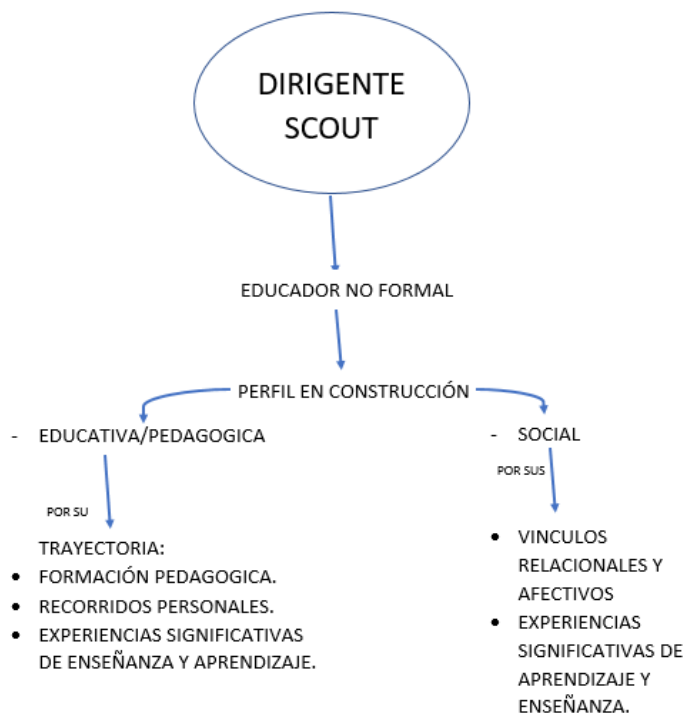 DIRIGENTE
SCOUT
EDUCADOR NO FORMAL
PERFIL EN CONSTRUCCIÓN
- EDUCATIVA/PEDAGOGICA
POR SU
TRAYECTORIA:
• FORMACIÓN PEDAGOGICA.
• RECORRIDOS PERSONALES.
• EXPERIENCIAS SIGNIFICATIVAS
DE ENSEÑANZA Y APRENDIZAJE.
- SOCIAL
POR SUS
• VINCULOS
RELACIONALES Y
AFECTIVOS
• EXPERIENCIAS
SIGNIFICATIVAS DE
APRENDIZAJE Y
ENSEÑANZA.